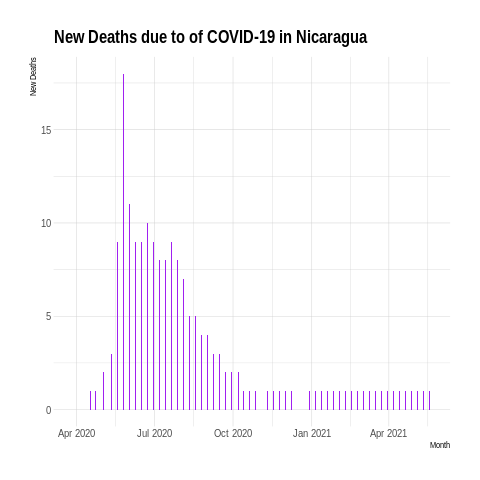 New Deaths due to of COVID-19 in Nicaragua
New Deaths
15
10
5
0
Apr 2020 Jul 2020 Oct 2020 Jan 2021 Apr 2021
Month